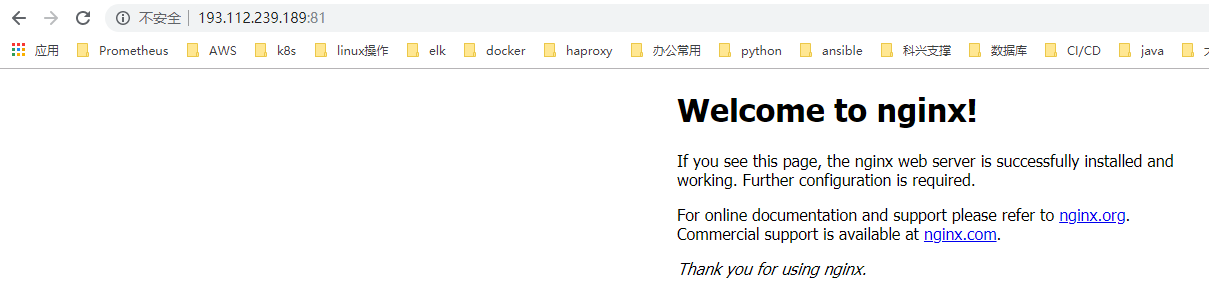 不安全 | 193.112.239.189:81
应用 Prometheus AWS k8s linux操作 elk docker haproxy 办公常用 python ansible 科兴支撑 数据库 CI/CD java
Welcome to nginx!
If you see this page, the nginx web server is successfully installed and
working. Further configuration is required.
For online documentation and support please refer to nginx.org.
Commercial support is available at nginx.com.
Thank you for using nginx.